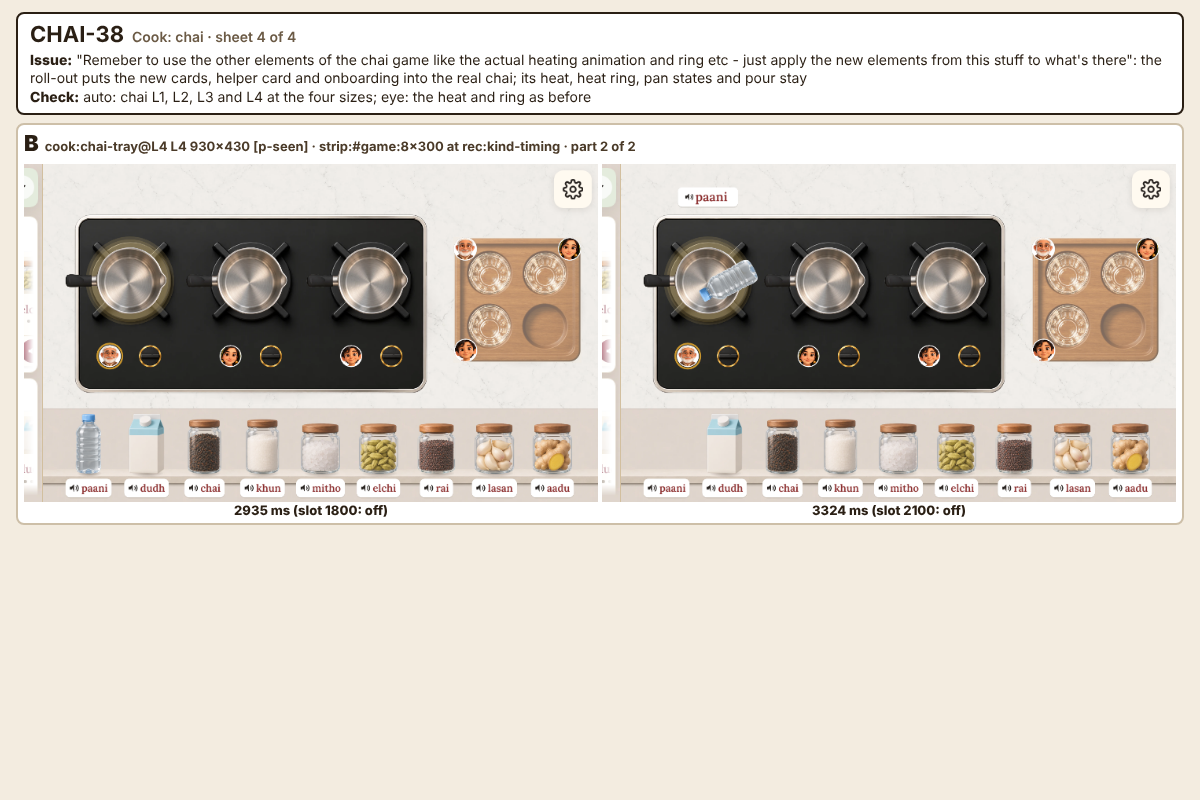 CHAI-38 Cook: chai · sheet 4 of 4
Issue: "Remeber to use the other elements of the chai game like the actual heating animation and ring etc - just apply the new elements from this stuff to what's there": the
roll-out puts the new cards, helper card and onboarding into the real chai; its heat, heat ring, pan states and pour stay
Check: auto: chai L1, L2, L3 and L4 at the four sizes; eye: the heat and ring as before
B cook:chai-tray@L4 L4 930×430 [p-seen] · strip:#game:8×300 at rec:kind-timing · part 2 of 2
paani
paani dudh chai khun mitho elchi rai lasan aadu
paani dudh chai khun mitho elchi rai lasan aadu
2935 ms (slot 1800: off)
3324 ms (slot 2100: off)